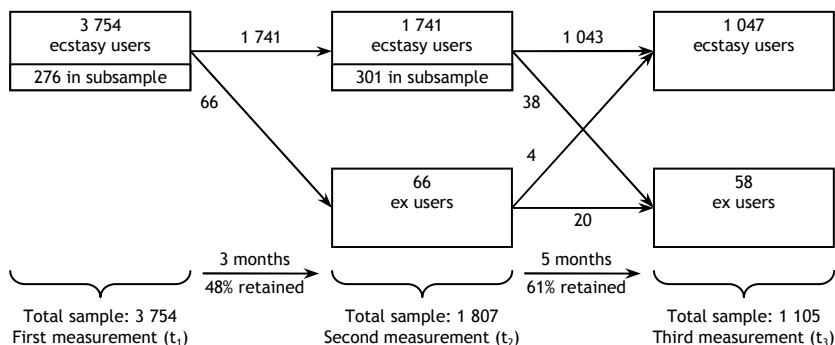 3 754
ecstasy users
276 in subsample
1 741
66
1 741
ecstasy users
301 in subsample
66
ex users
1 043
38
4
20
1 047
ecstasy users
58
ex users
3 months
48% retained
5 months
61% retained
Total sample: 3 754
First measurement (t₁)
Total sample: 1 807
Second measurement (t₂)
Total sample: 1 105
Third measurement (t₃)